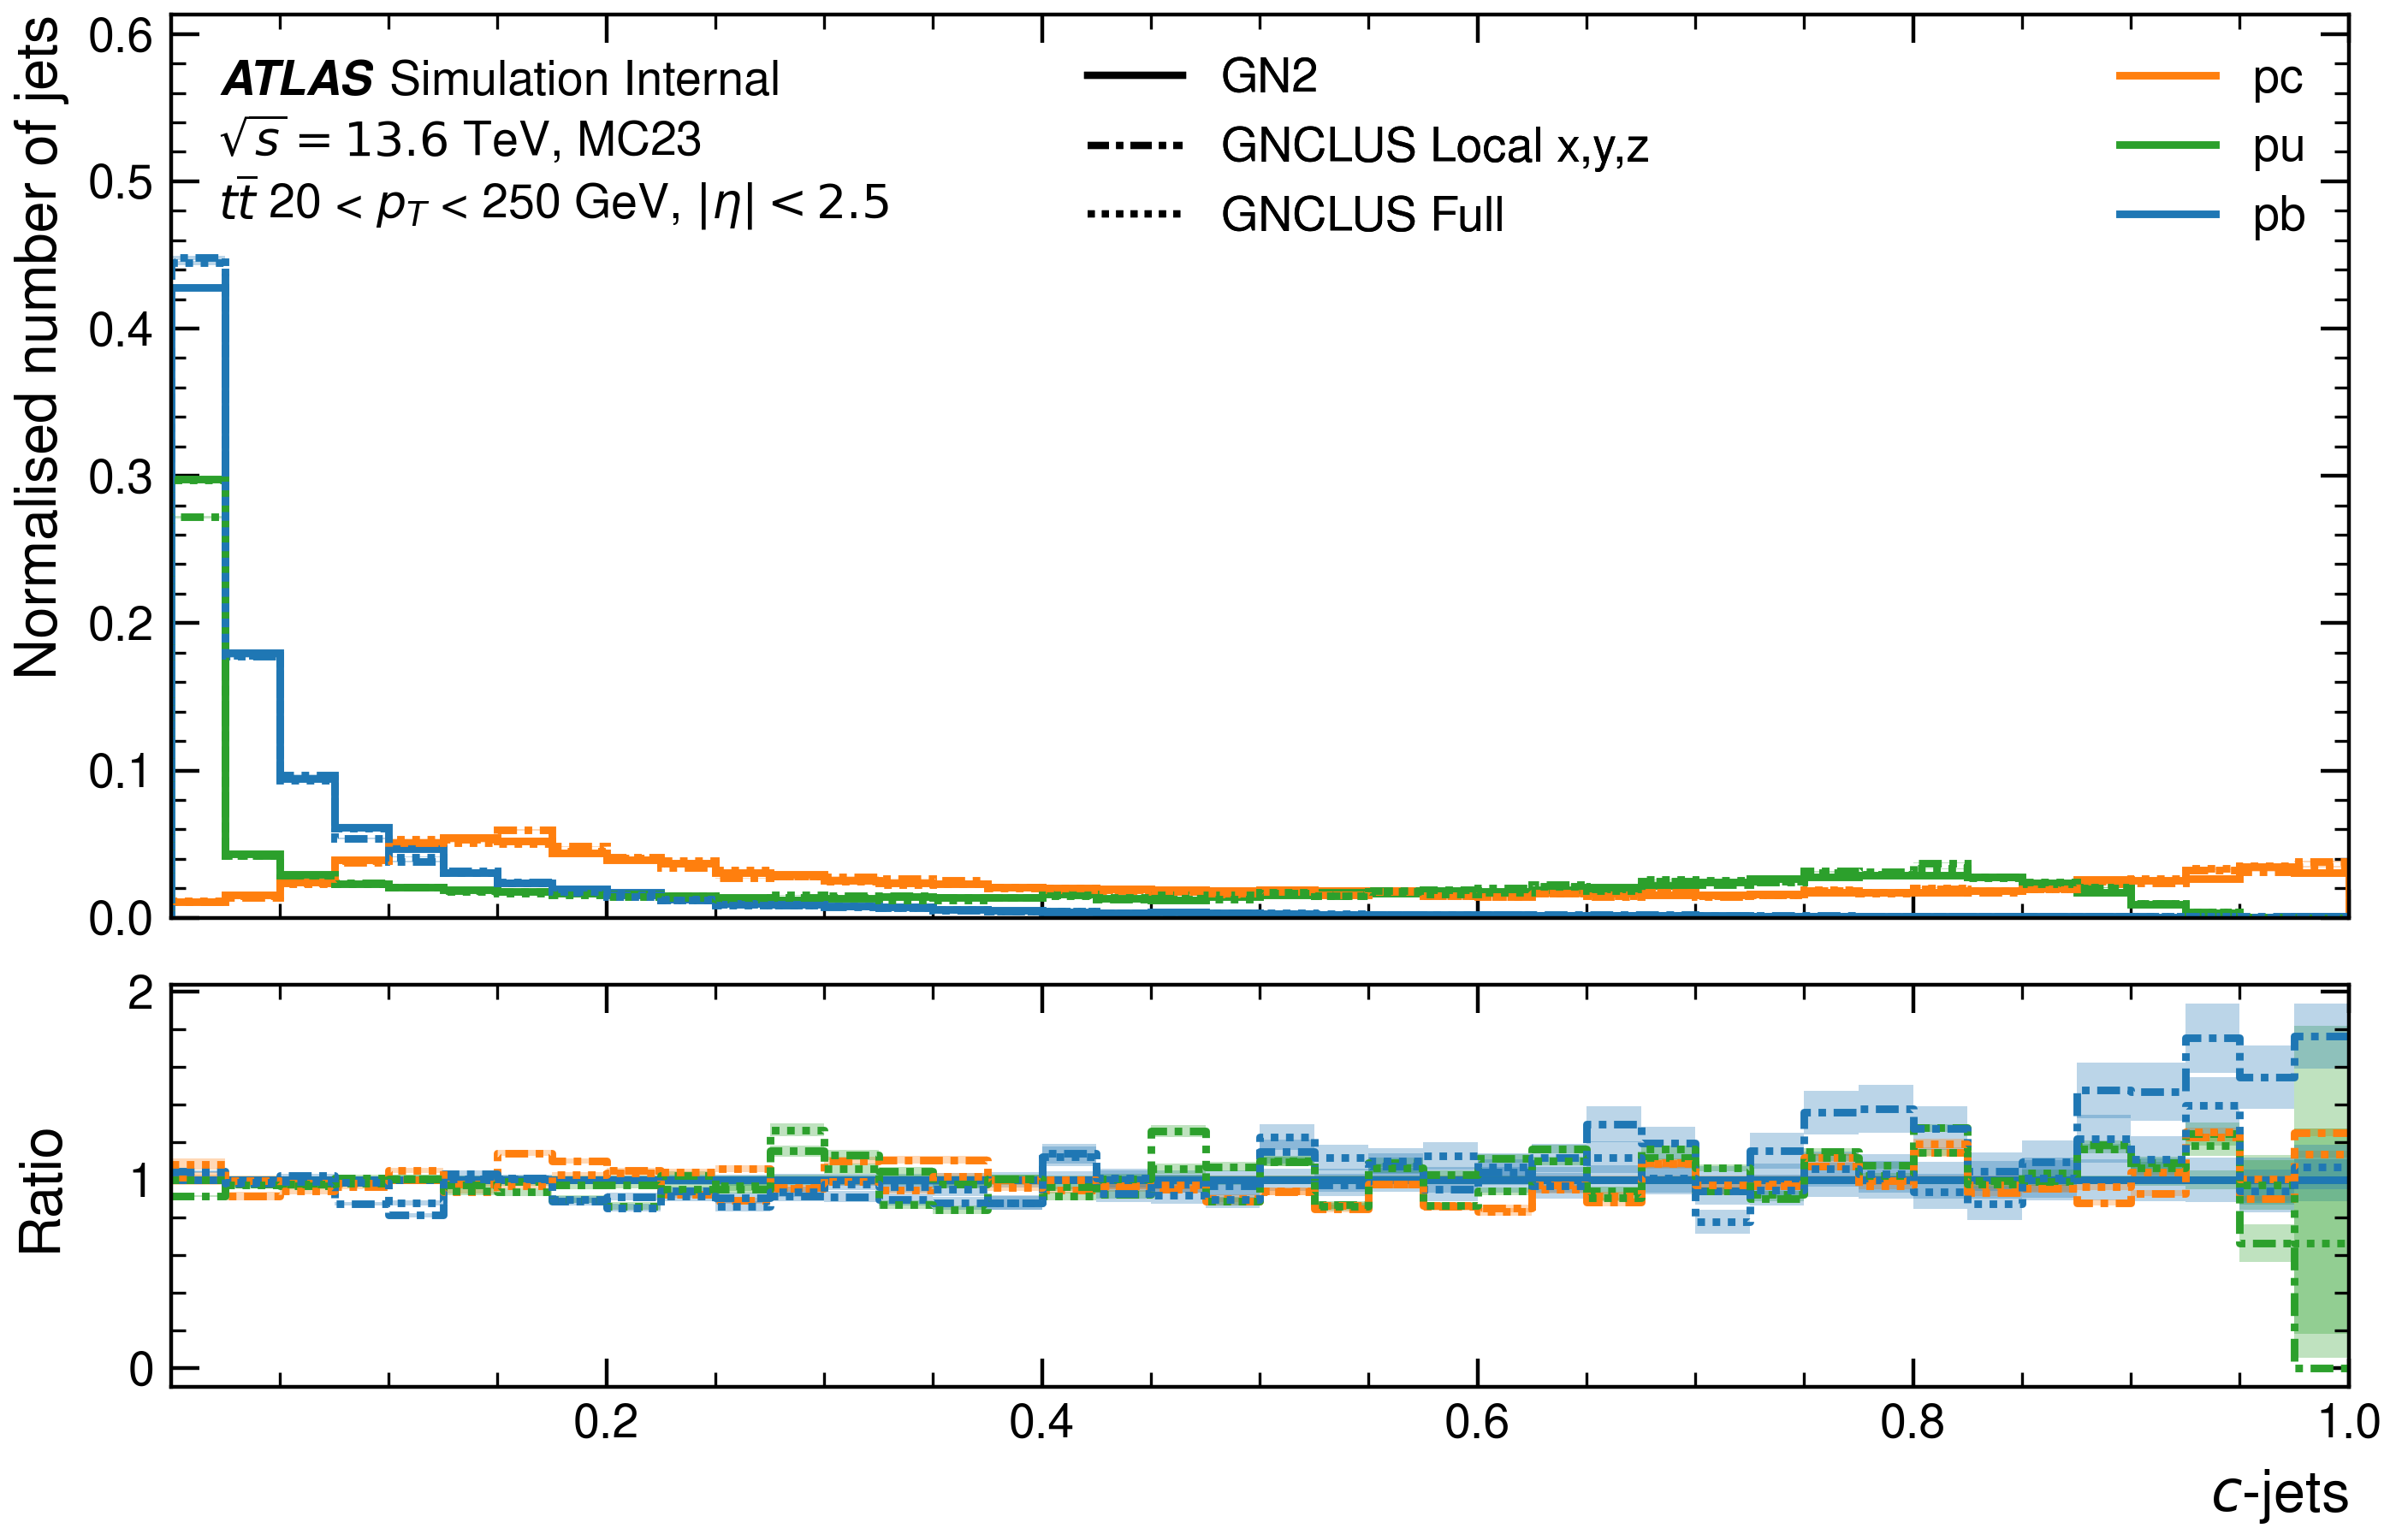 Normalised number of jets
0.6
0.5
0.4
0.3
0.2
0.1
0.0
ATLAS Simulation Internal
√s = 13.6 TeV, MC23
tt̄ 20 < p_T < 250 GeV, |η| < 2.5
GN2
GNCLUS Local x,y,z
GNCLUS Full
pc
pu
pb
Ratio
2
1
0
0.2
0.4
0.6
0.8
1.0
c-jets